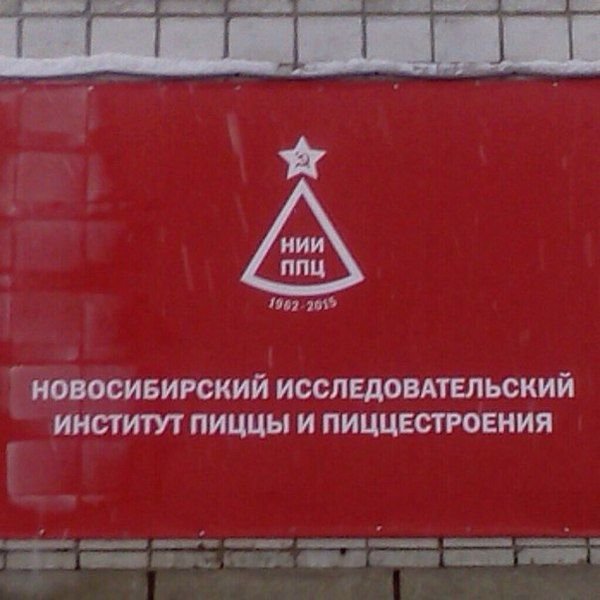 НИИ
ППЦ
1962-2015
НОВОСИБИРСКИЙ ИССЛЕДОВАТЕЛЬСКИЙ
ИНСТИТУТ ПИЦЦЫ И ПИЦЦЕСТРОЕНИЯ